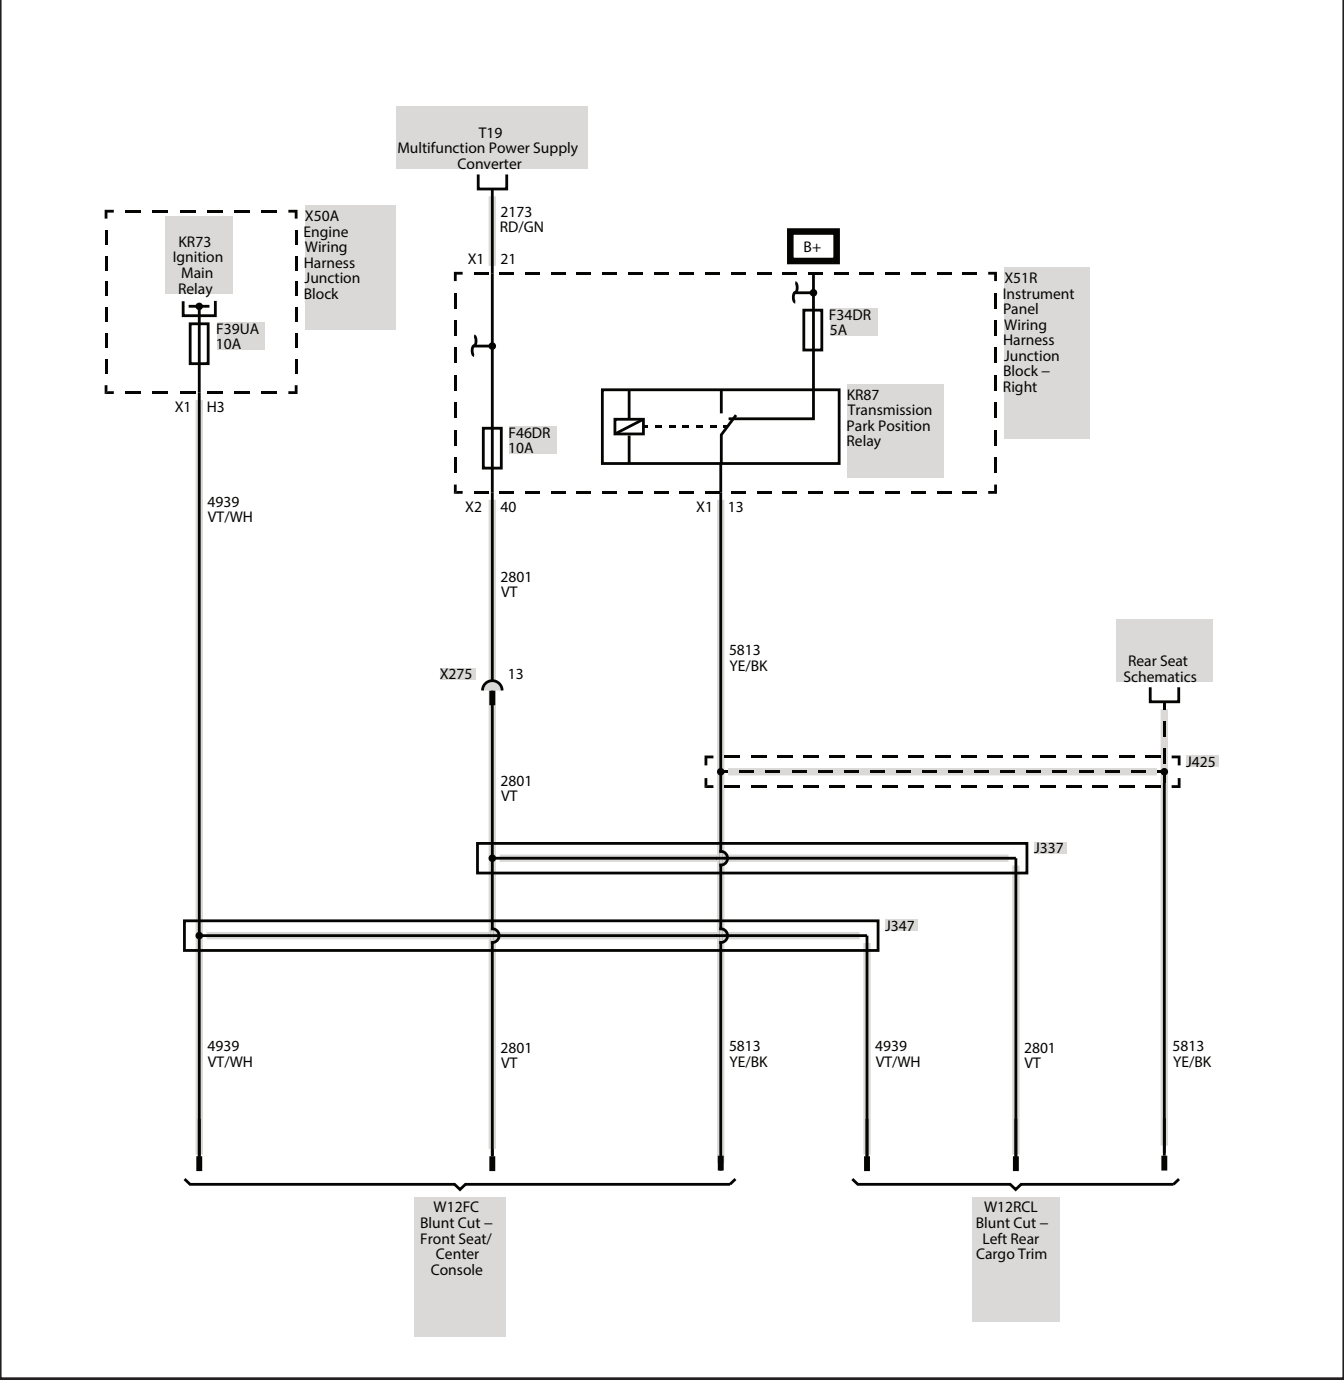 T19
Multifunction Power Supply
Converter
2173
RD/GN
X1 21
X50A
Engine
Wiring
Harness
Junction
Block
KR73
Ignition
Main
Relay
F39UA
10A
X1 H3
B+
X51R
Instrument
Panel
Wiring
Harness
Junction
Block –
Right
F34DR
5A
KR87
Transmission
Park Position
Relay
F46DR
10A
X2 40
X1 13
4939
VT/WH
2801
VT
5813
YE/BK
X275 13
Rear Seat
Schematics
J425
2801
VT
J337
J347
4939
VT/WH
2801
VT
5813
YE/BK
4939
VT/WH
2801
VT
5813
YE/BK
W12FC
Blunt Cut –
Front Seat/
Center
Console
W12RCL
Blunt Cut –
Left Rear
Cargo Trim